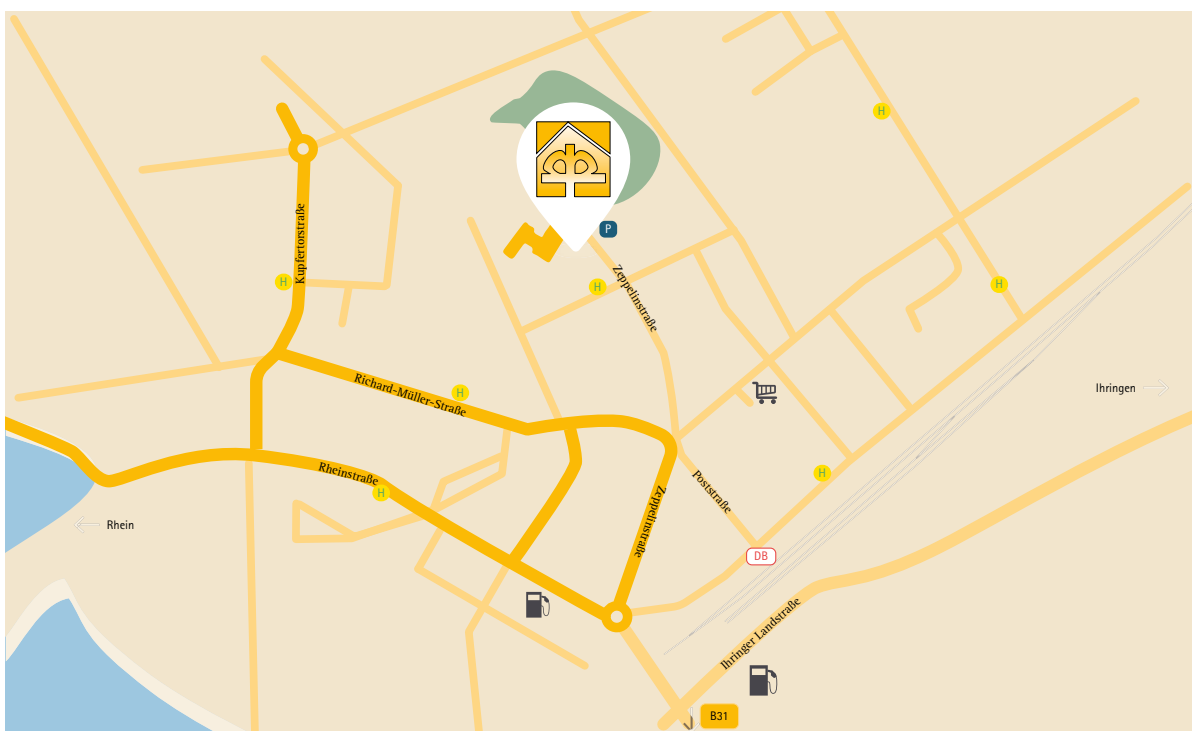 H
Kupfertorstraße
P
H
Zeppelinstraße
H
H
Richard-Müller-Straße
H
Ihringen
Rheinstraße
H
Poststraße
H
Zeppelinstraße
Rhein
DB
Ihringer Landstraße
B31